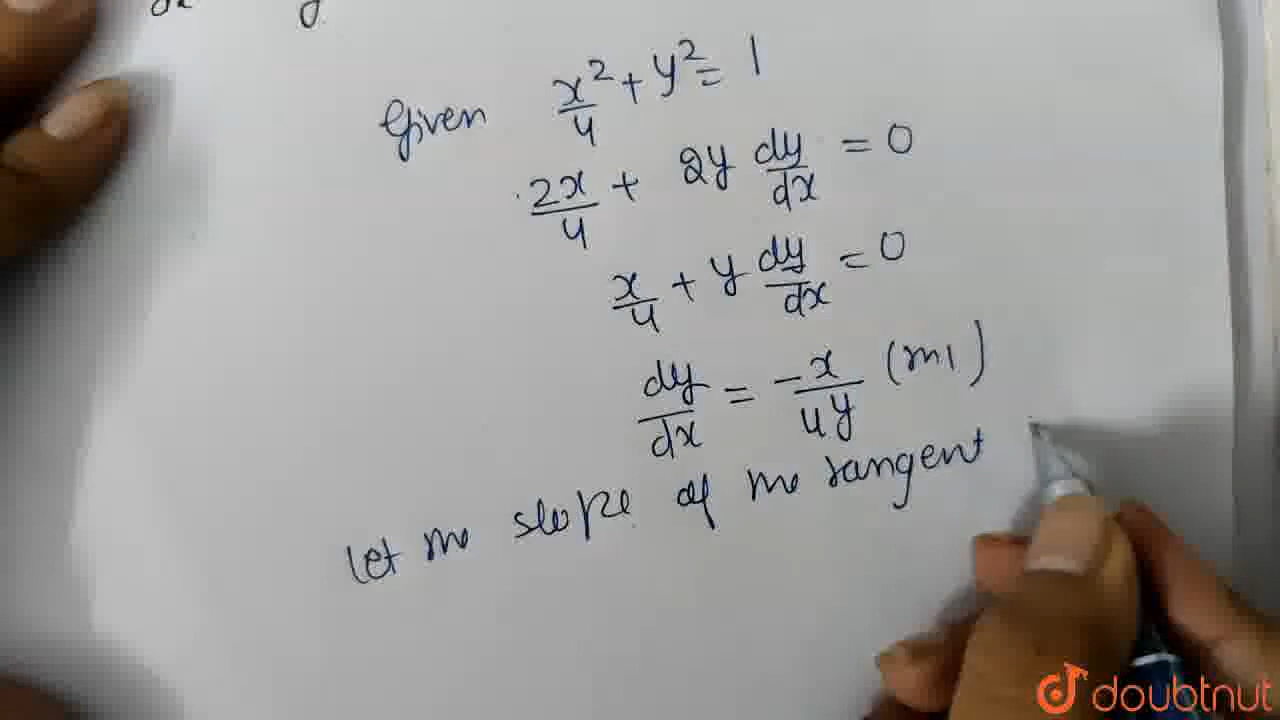 Given x²/4 + y² = 1
2x/4 + 2y dy/dx = 0
x/4 + y dy/dx = 0
dy/dx = -x/4y (m1)
let the slope of the tangent
doubtnut